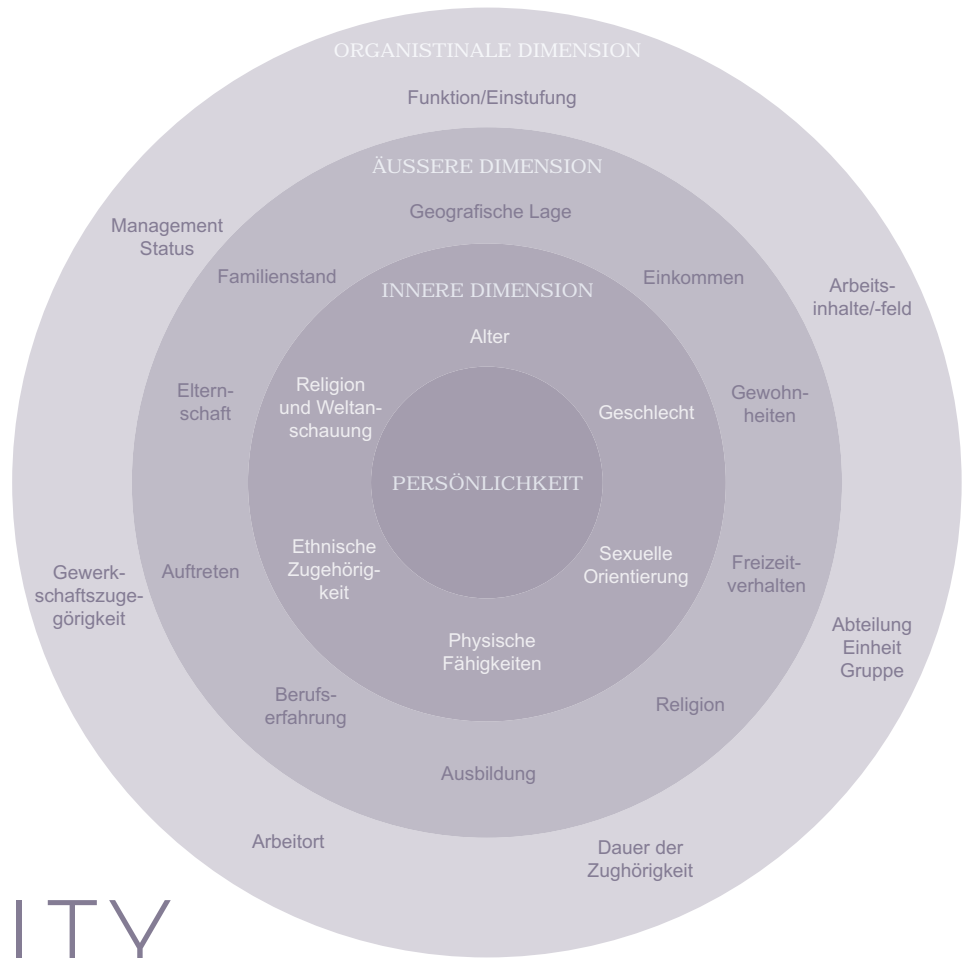 ORGANISTINALE DIMENSION
Funktion/Einstufung
ÄUSSERE DIMENSION
Geografische Lage
Management
Status
Familienstand
Einkommen
Arbeits-
inhalte/-feld
INNERE DIMENSION
Alter
Eltern-
schaft
Religion
und Weltan-
schauung
Geschlecht
Gewohn-
heiten
PERSÖNLICHKEIT
Gewerk-
schaftszuge-
görigkeit
Auftreten
Ethnische
Zugehörig-
keit
Sexuelle
Orientierung
Freizeit-
verhalten
Abteilung
Einheit
Gruppe
Physische
Fähigkeiten
Berufs-
erfahrung
Religion
Ausbildung
Arbeitort
Dauer der
Zughörigkeit
ITY